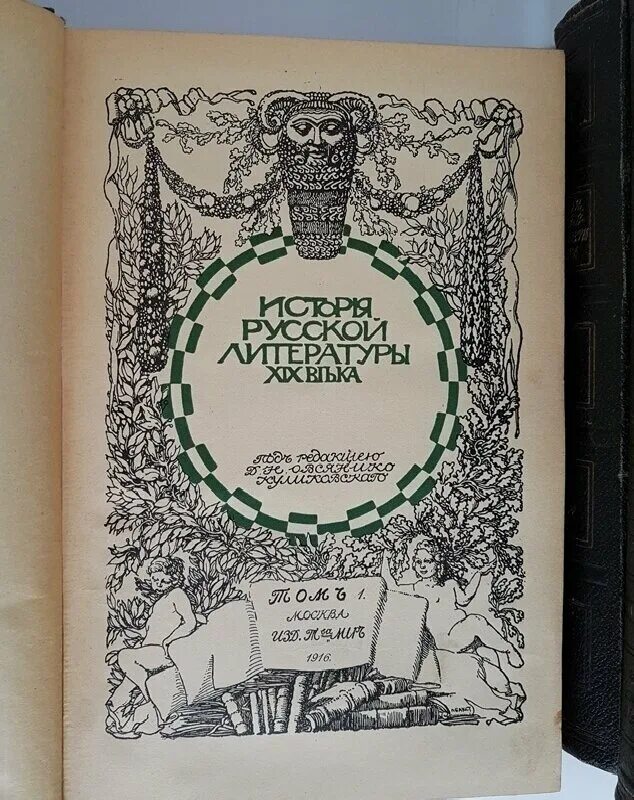 ИСТОРІЯ
РУССКОЙ
ЛИТЕРАТУРЫ
XIX ВѢКА
подъ редакціею
Д. Н. ОВСЯНИКО
КУЛИКОВСКАГО
ТОМЪ 1.
МОСКВА
ИЗД. Т-ва МІРЪ
1916.